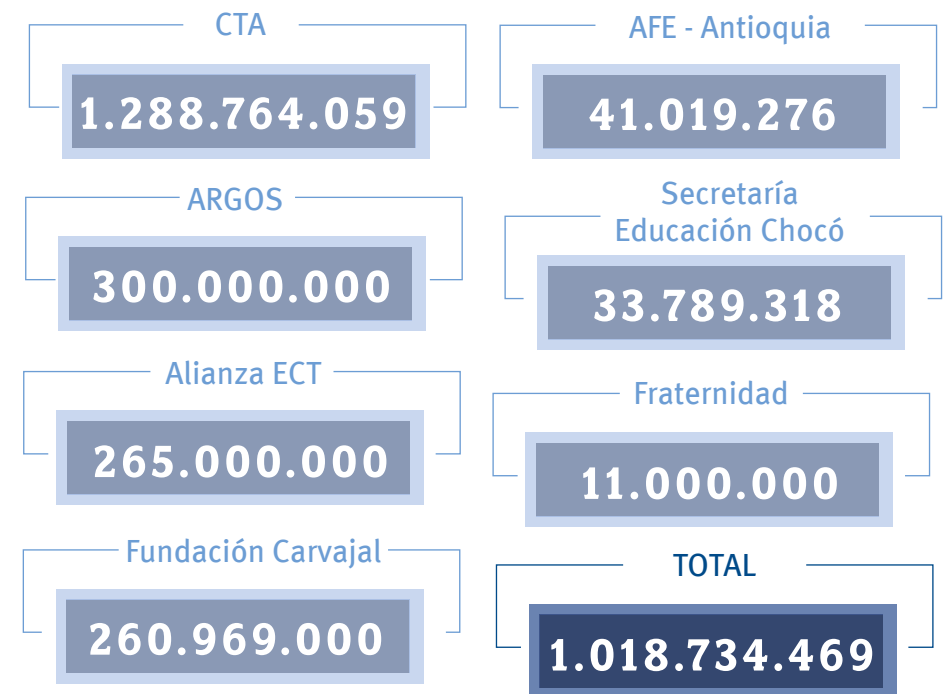 CTA
1.288.764.059
ARGOS
300.000.000
Alianza ECT
265.000.000
Fundación Carvajal
260.969.000
AFE - Antioquia
41.019.276
Secretaría
Educación Chocó
33.789.318
Fraternidad
11.000.000
TOTAL
1.018.734.469